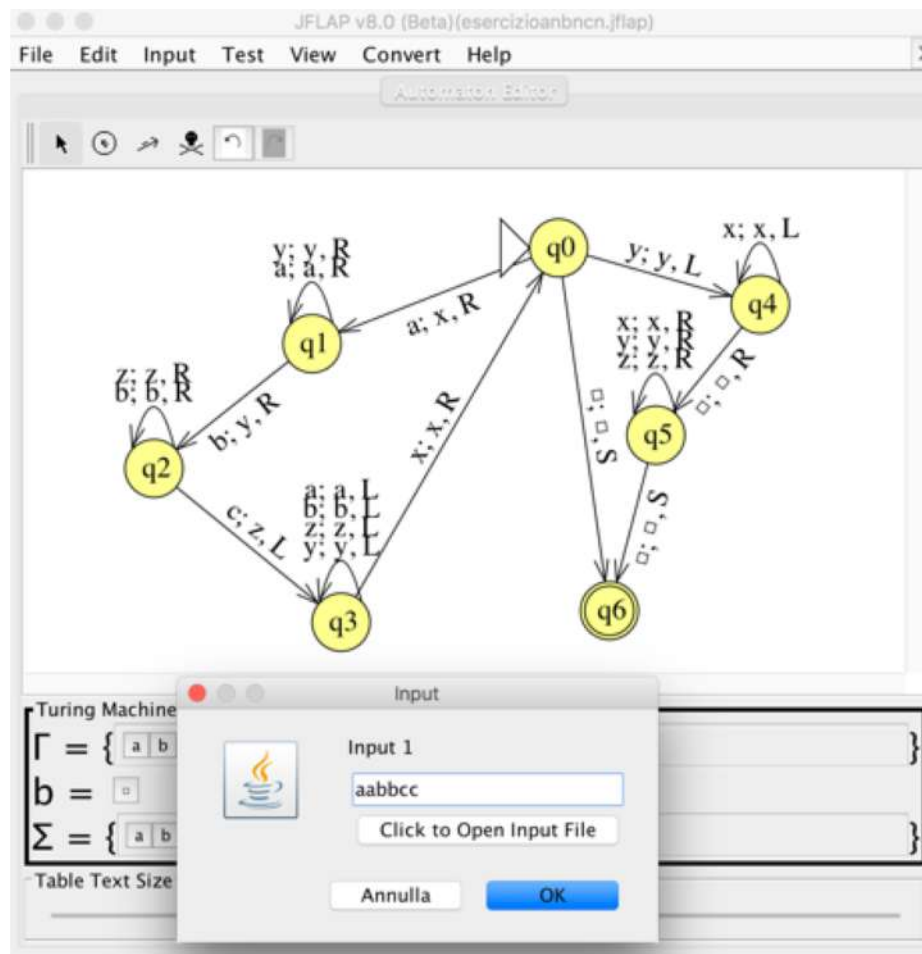 JFLAP v8.0 (Beta)(esercizioanbncn.jflap)
File Edit Input Test View Convert Help
Automaton Editor
q0
y; y, R
a; a, R
a; x, R
y; y, L
x; x, L
q4
q1
x; x, R
y; y, R
z; z, R
□; □, R
z; z, R
b; b, R
b; y, R
x; x, R
□; □, S
q5
q2
c; z, L
a; a, L
b; b, L
z; z, L
y; y, L
□; □, S
q3
q6
Input
Turing Machine
Γ = { a b }
b = □
Σ = { a b }
Input 1
aabbcc
Click to Open Input File
Table Text Size
Annulla OK